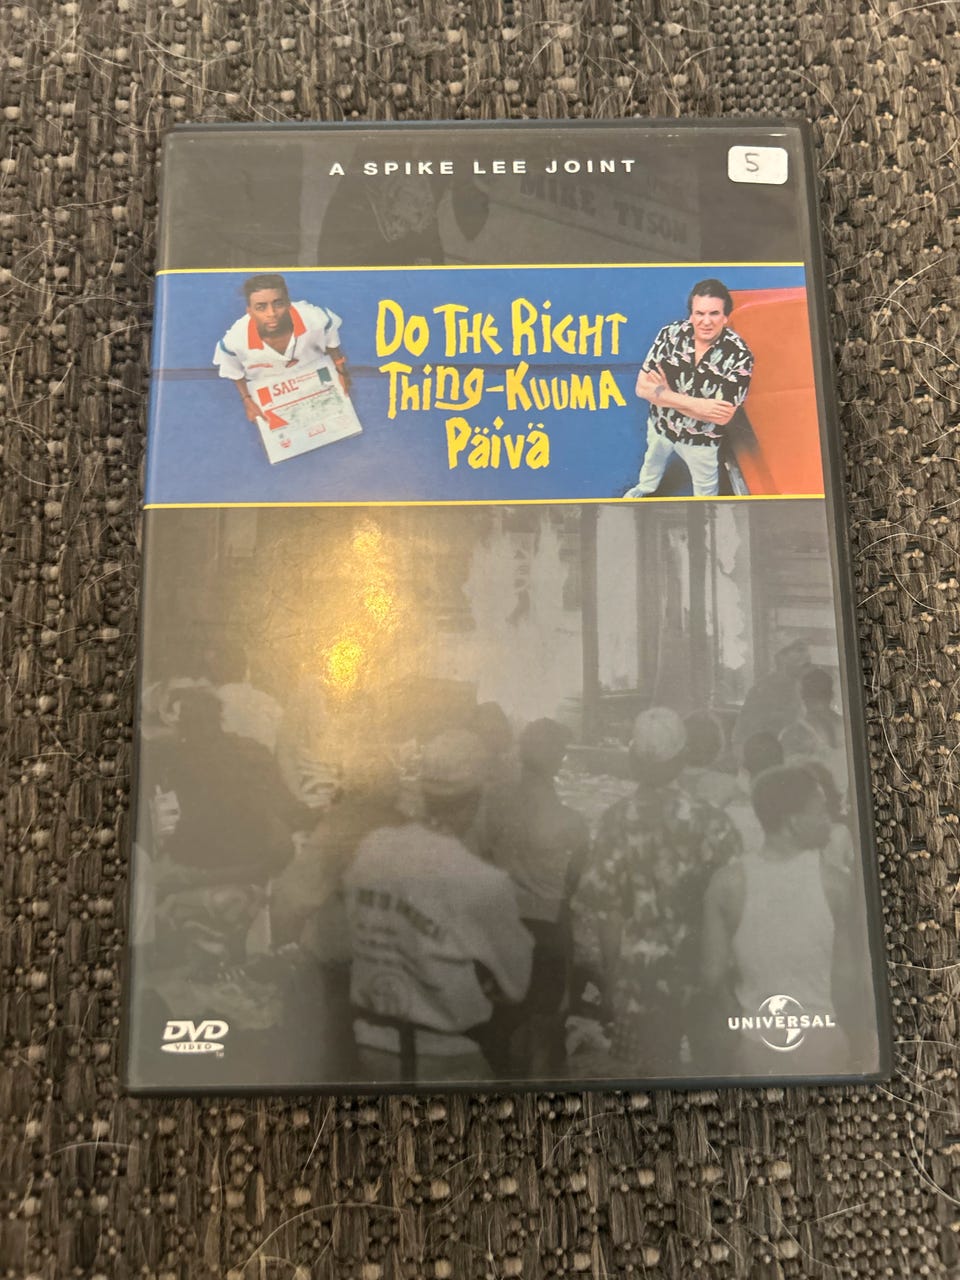 A SPIKE LEE JOINT
5
MIKE TYSON
DO THE RiGHT
THing-KUUMA
Päivä
SAL'
DVD
VIDEO
UNIVERSAL